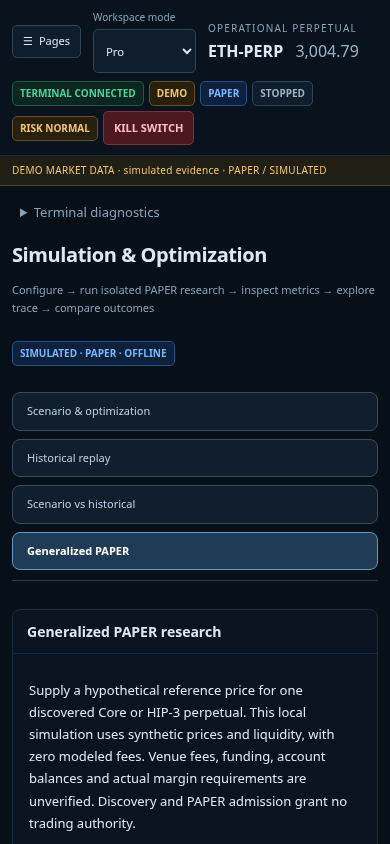 ☰ Pages
Workspace mode
Pro
OPERATIONAL PERPETUAL
ETH-PERP 3,004.79
TERMINAL CONNECTED DEMO PAPER STOPPED
RISK NORMAL KILL SWITCH
DEMO MARKET DATA · simulated evidence · PAPER / SIMULATED
▶ Terminal diagnostics
Simulation & Optimization
Configure → run isolated PAPER research → inspect metrics → explore
trace → compare outcomes
SIMULATED · PAPER · OFFLINE
Scenario & optimization
Historical replay
Scenario vs historical
Generalized PAPER
Generalized PAPER research
Supply a hypothetical reference price for one
discovered Core or HIP-3 perpetual. This local
simulation uses synthetic prices and liquidity, with
zero modeled fees. Venue fees, funding, account
balances and actual margin requirements are
unverified. Discovery and PAPER admission grant no
trading authority.